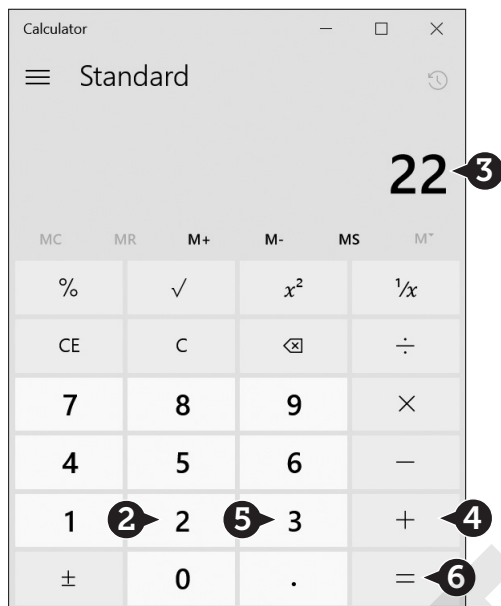 Calculator
Standard
22 3
MC MR M+ M- MS M
% √ x² ¹/x
CE C ÷
7 8 9 ×
4 5 6 −
1 2 2 5 3 + 4
± 0 . = 6